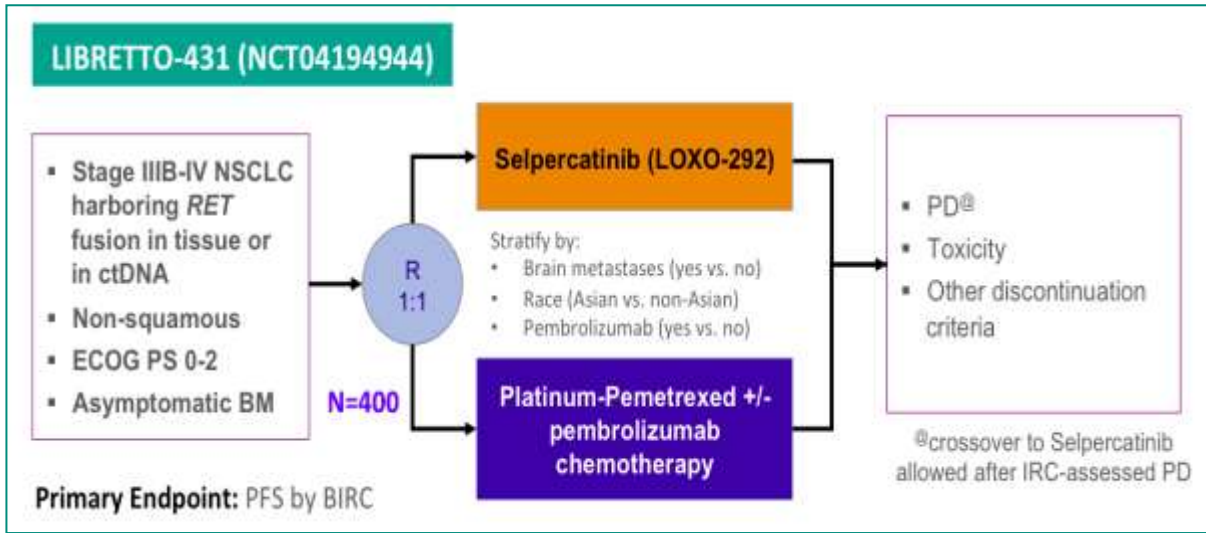 LIBRETTO-431 (NCT04194944)
▪ Stage IIIB-IV NSCLC
harboring RET
fusion in tissue or
in ctDNA
▪ Non-squamous
▪ ECOG PS 0-2
▪ Asymptomatic BM
R
1:1
N=400
Selpercatinib (LOXO-292)
Stratify by:
• Brain metastases (yes vs. no)
• Race (Asian vs. non-Asian)
• Pembrolizumab (yes vs. no)
Platinum-Pemetrexed +/-
pembrolizumab
chemotherapy
▪ PD@
▪ Toxicity
▪ Other discontinuation
criteria
@crossover to Selpercatinib
allowed after IRC-assessed PD
Primary Endpoint: PFS by BIRC